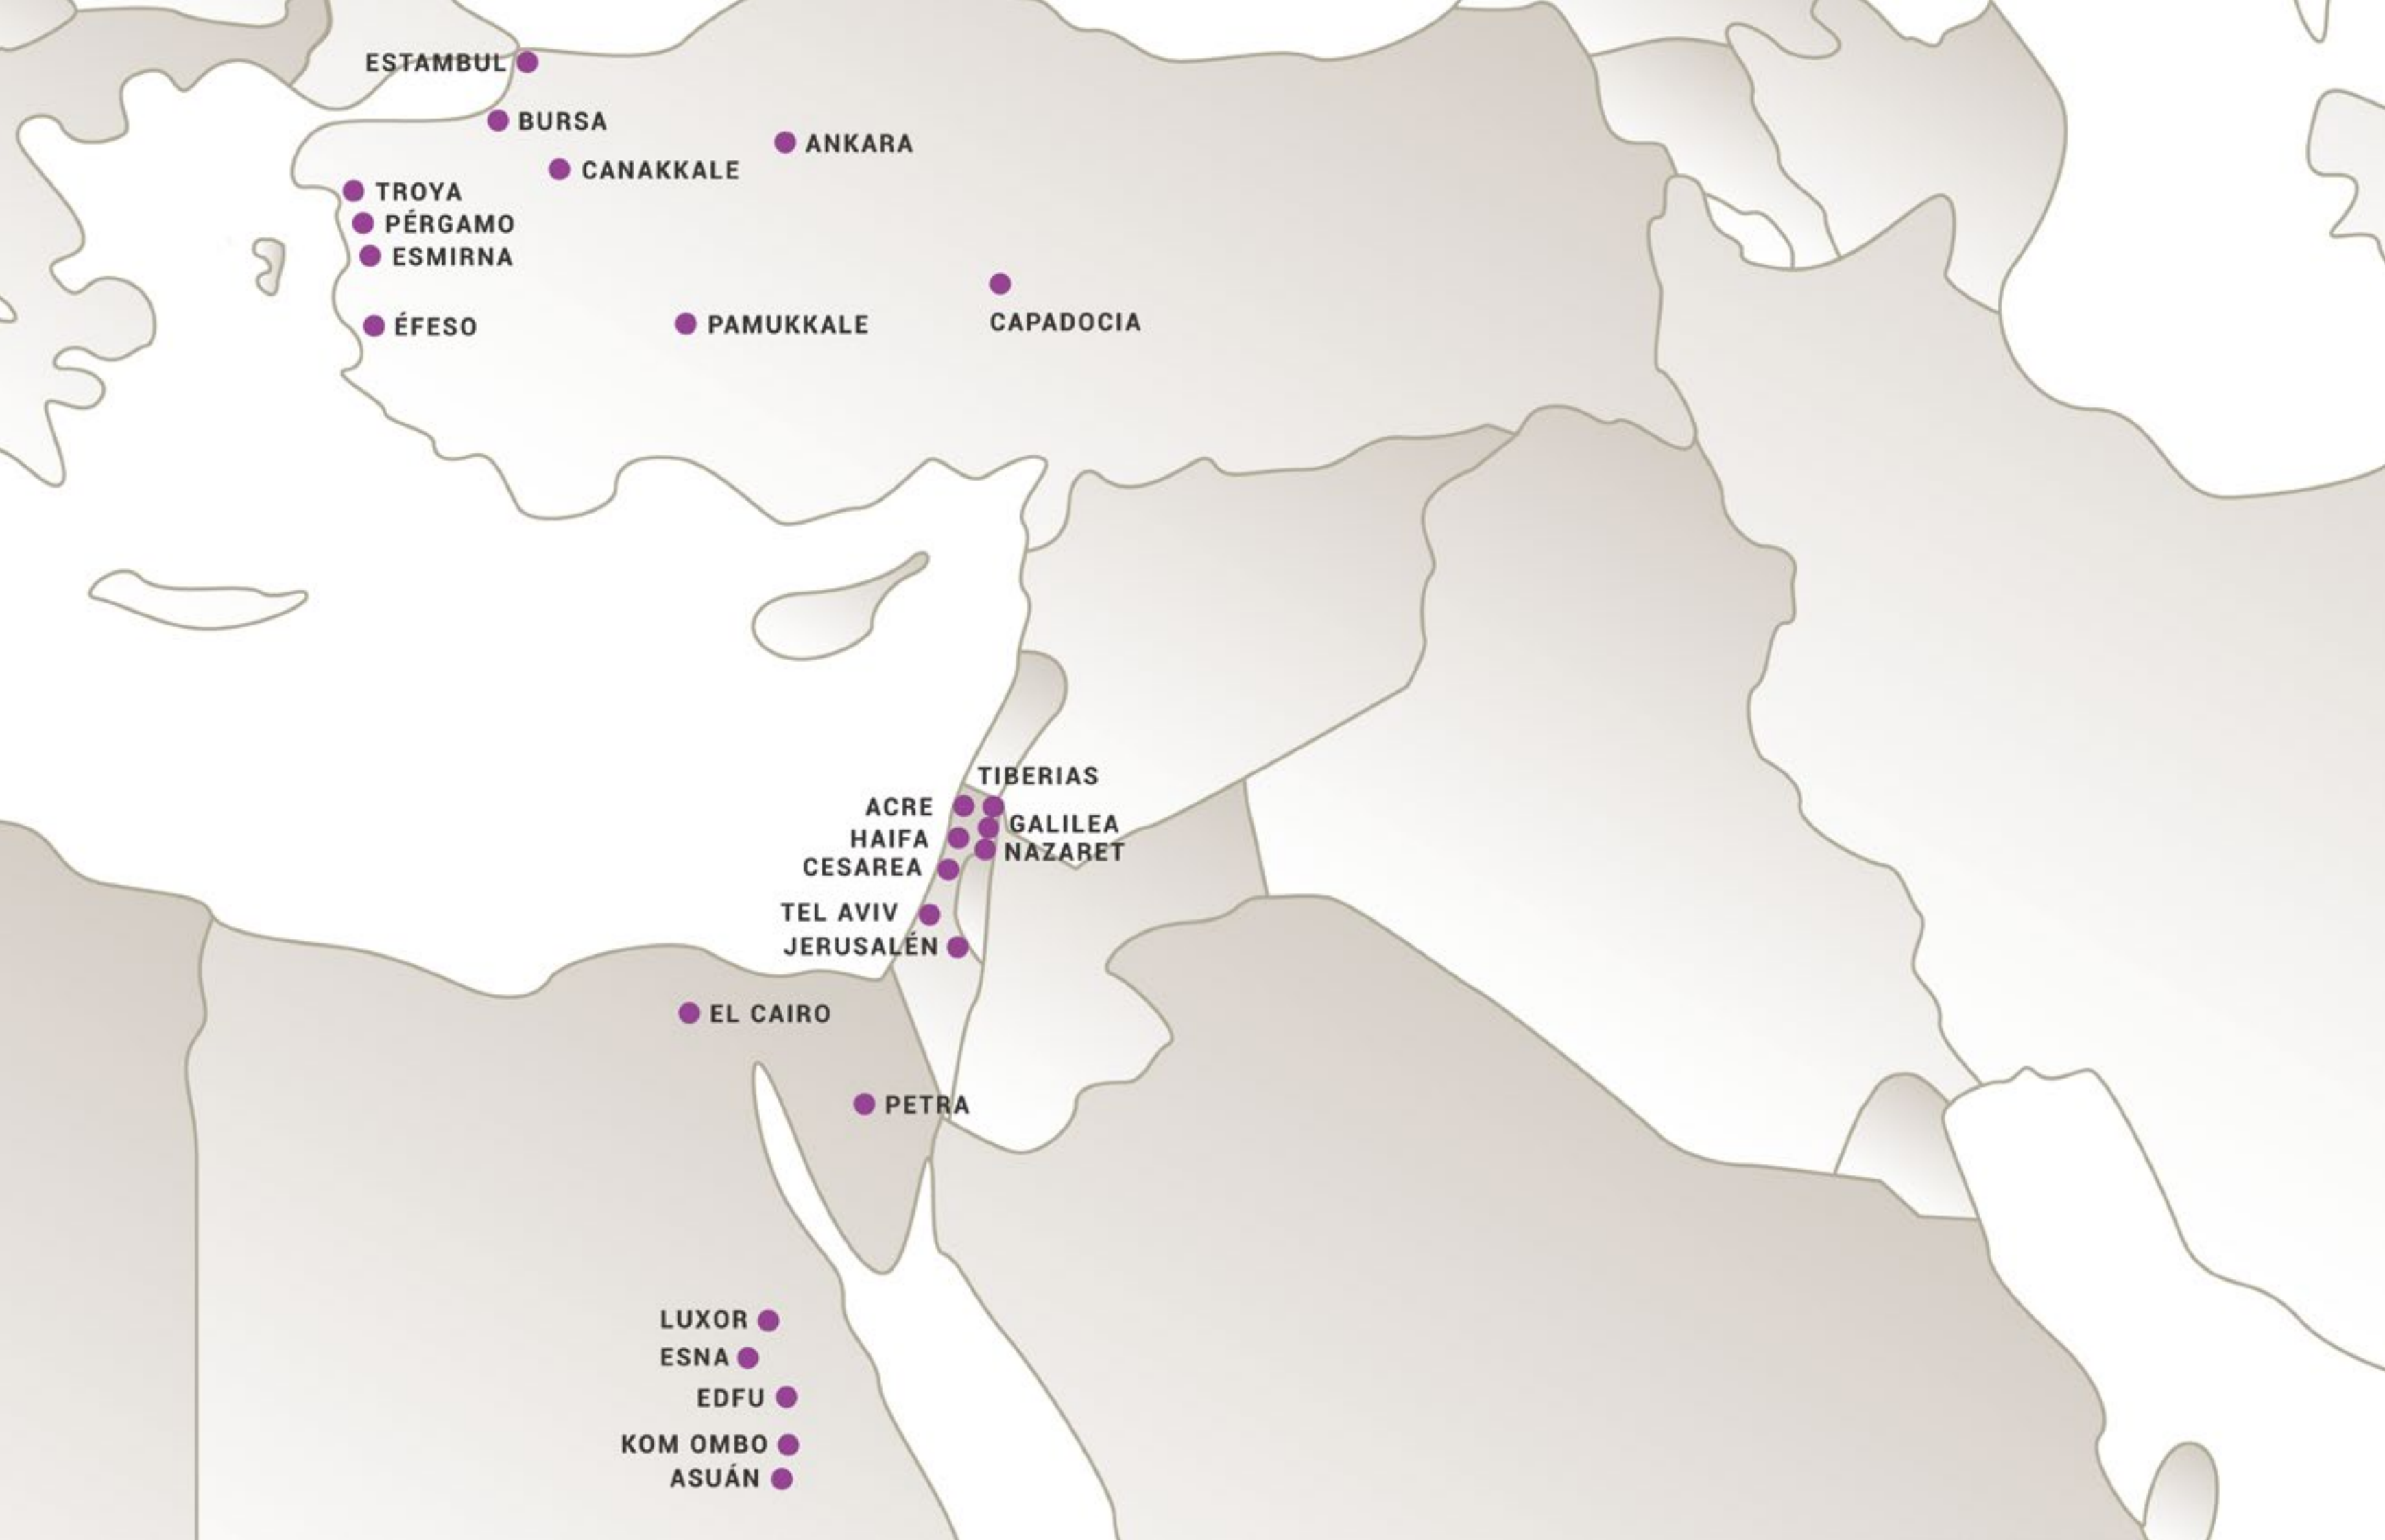 ESTAMBUL
BURSA
ANKARA
CANAKKALE
TROYA
PÉRGAMO
ESMIRNA
ÉFESO
PAMUKKALE
CAPADOCIA
TIBERIAS
ACRE
GALILEA
HAIFA
NAZARET
CESAREA
TEL AVIV
JERUSALÉN
EL CAIRO
PETRA
LUXOR
ESNA
EDFU
KOM OMBO
ASUÁN